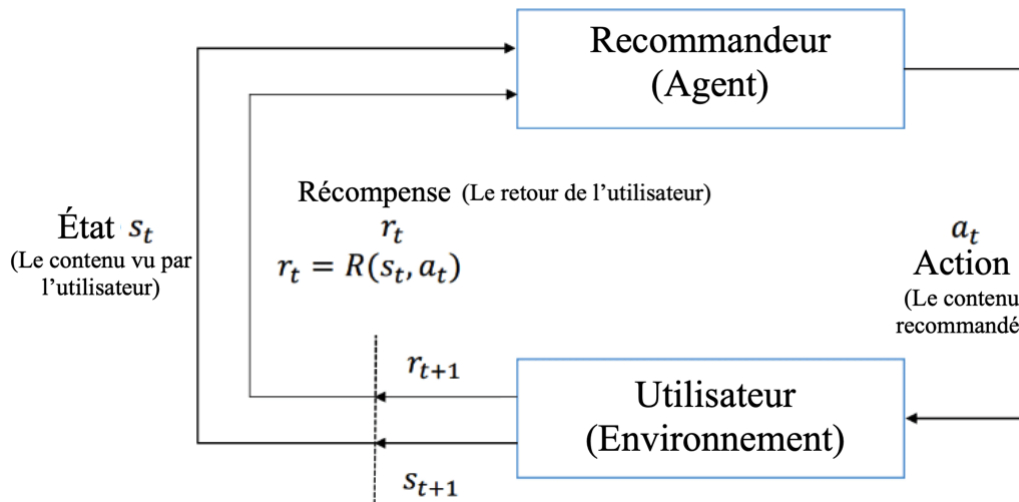 Recommandeur
(Agent)
Récompense (Le retour de l’utilisateur)
r_t
r_t = R(s_t, a_t)
État s_t
(Le contenu vu par
l’utilisateur)
a_t
Action
(Le contenu
recommandé
r_{t+1}
Utilisateur
(Environnement)
s_{t+1}